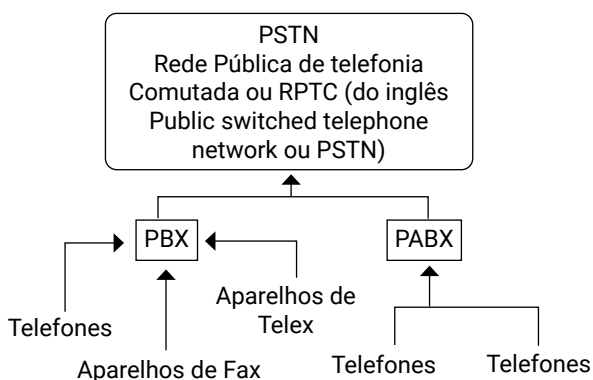 PSTN
Rede Pública de telefonia
Comutada ou RPTC (do inglês
Public switched telephone
network ou PSTN)
PBX
PABX
Aparelhos de
Telex
Telefones
Aparelhos de Fax
Telefones
Telefones